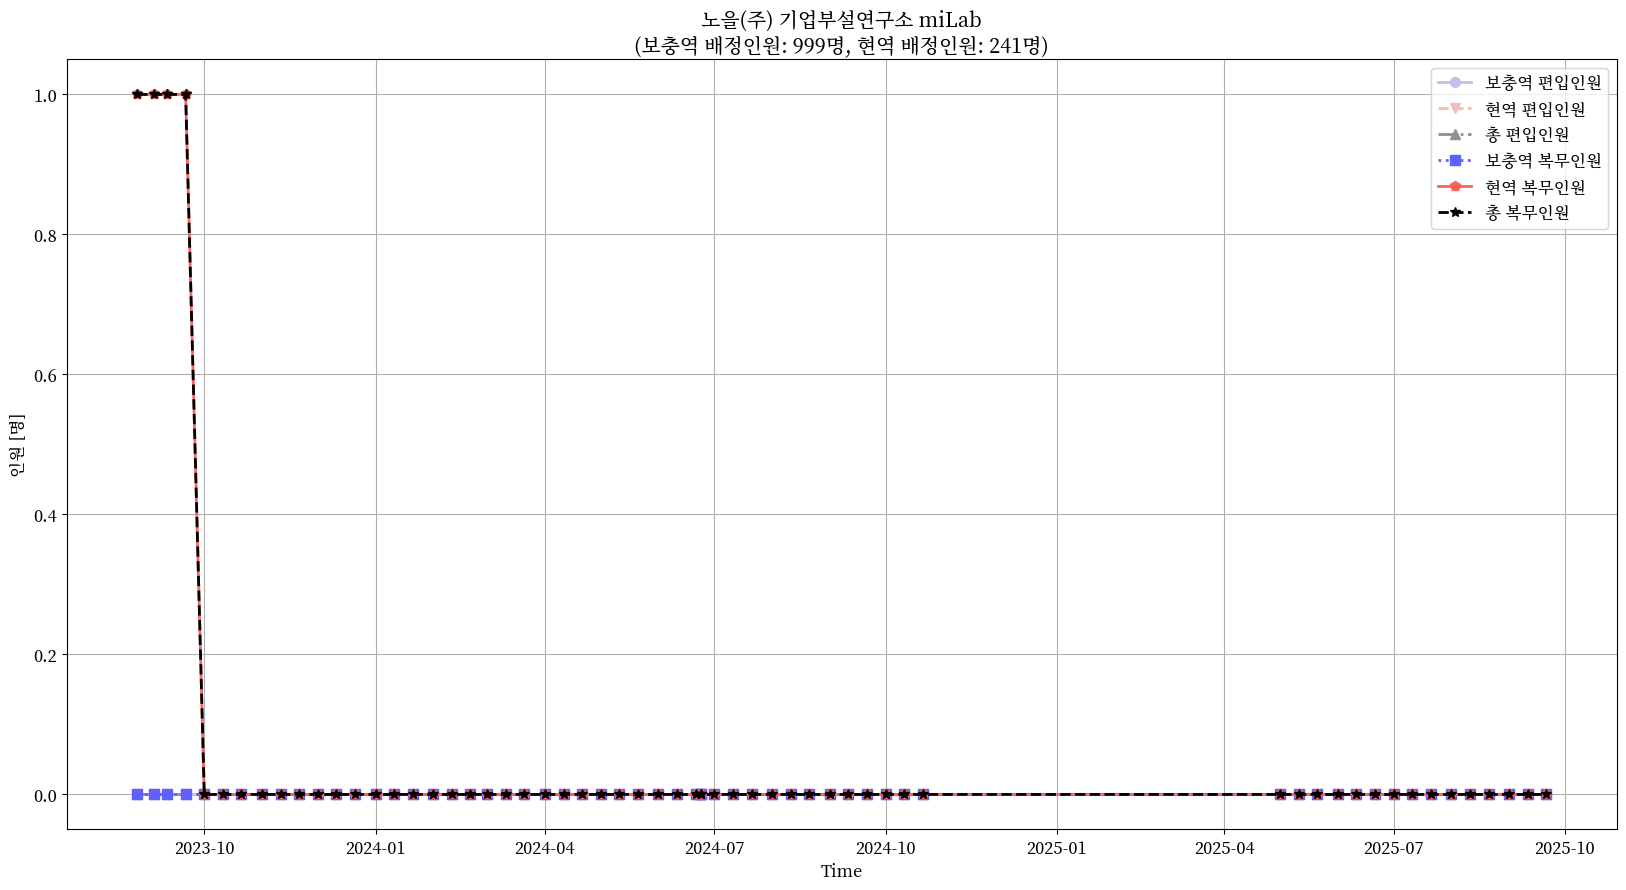 노을(주) 기업부설연구소 miLab
(보충역 배정인원: 999명, 현역 배정인원: 241명)
보충역 편입인원
현역 편입인원
총 편입인원
보충역 복무인원
현역 복무인원
총 복무인원
인원 [명]
1.0
0.8
0.6
0.4
0.2
0.0
2023-10
2024-01
2024-04
2024-07
2024-10
2025-01
2025-04
2025-07
2025-10
Time